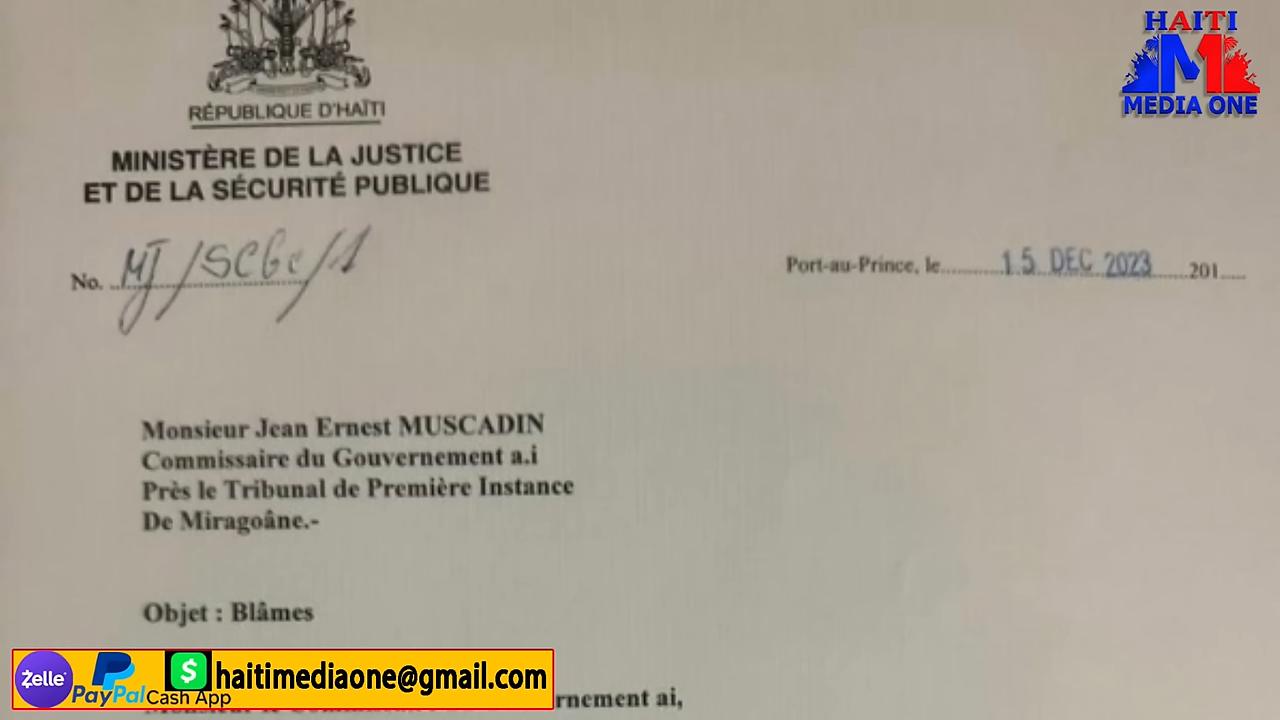 HAITI
M
MEDIA ONE
RÉPUBLIQUE D'HAÏTI
MINISTÈRE DE LA JUSTICE
ET DE LA SÉCURITÉ PUBLIQUE
No. MJ/SCGC/1
Port-au-Prince, le 15 DEC 2023 201
Monsieur Jean Ernest MUSCADIN
Commissaire du Gouvernement a.i
Près le Tribunal de Première Instance
De Miragoâne.-
Objet : Blâmes
rnement ai,
Zelle PayPal $ Cash App haitimediaone@gmail.com